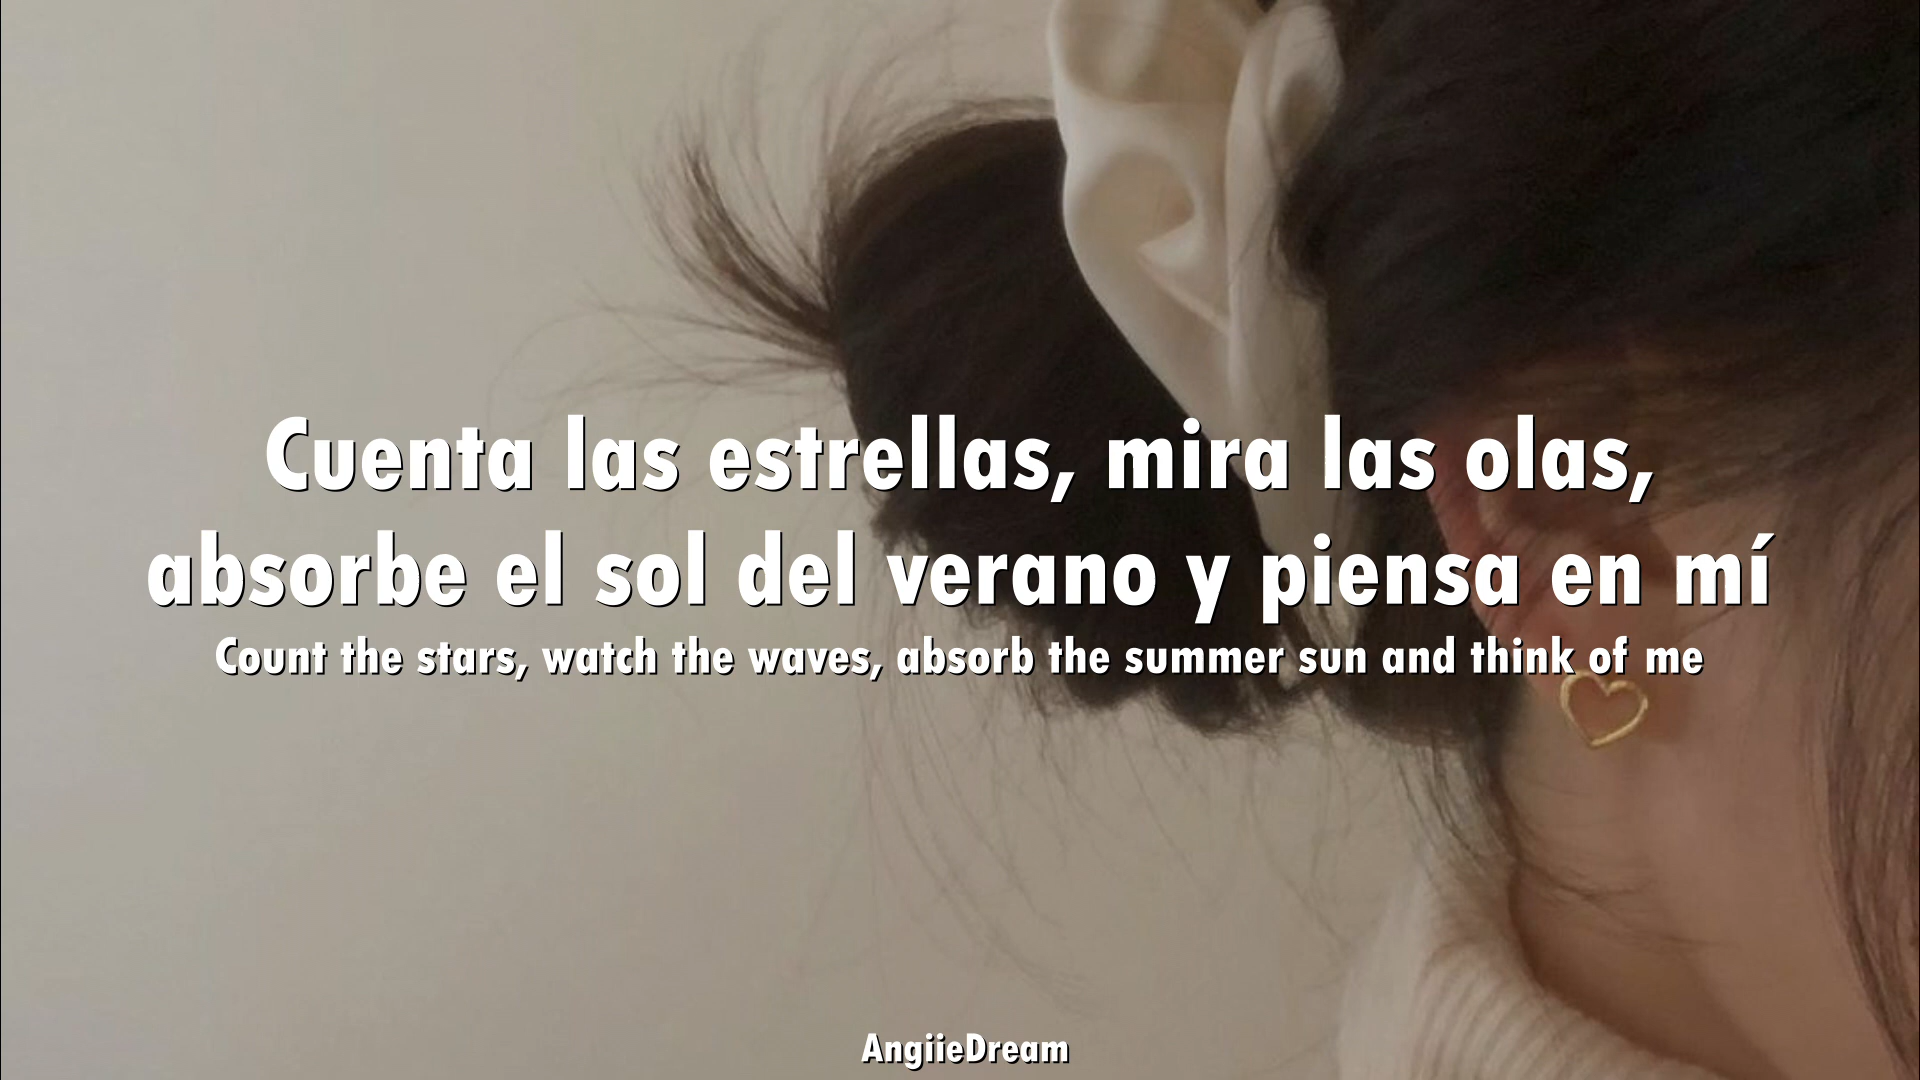 Cuenta las estrellas, mira las olas,
absorbe el sol del verano y piensa en mí
Count the stars, watch the waves, absorb the summer sun and think of me
AngiieDream